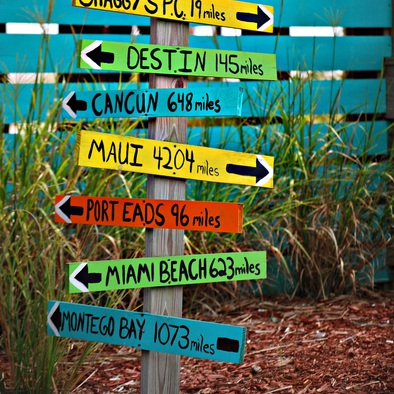 SHAGGY'S P.C. 19 miles
DESTIN 145 miles
CANCUN 648 miles
MAUI 4204 miles
PORT EADS 96 miles
MIAMI BEACH 623 miles
MONTEGO BAY 1073 miles